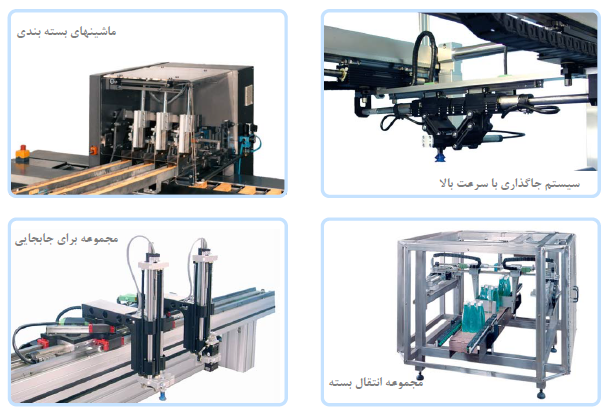 ماشینهای بسته بندی
سیستم جاگذاری با سرعت بالا
مجموعه برای جابجایی
مجموعه انتقال بسته